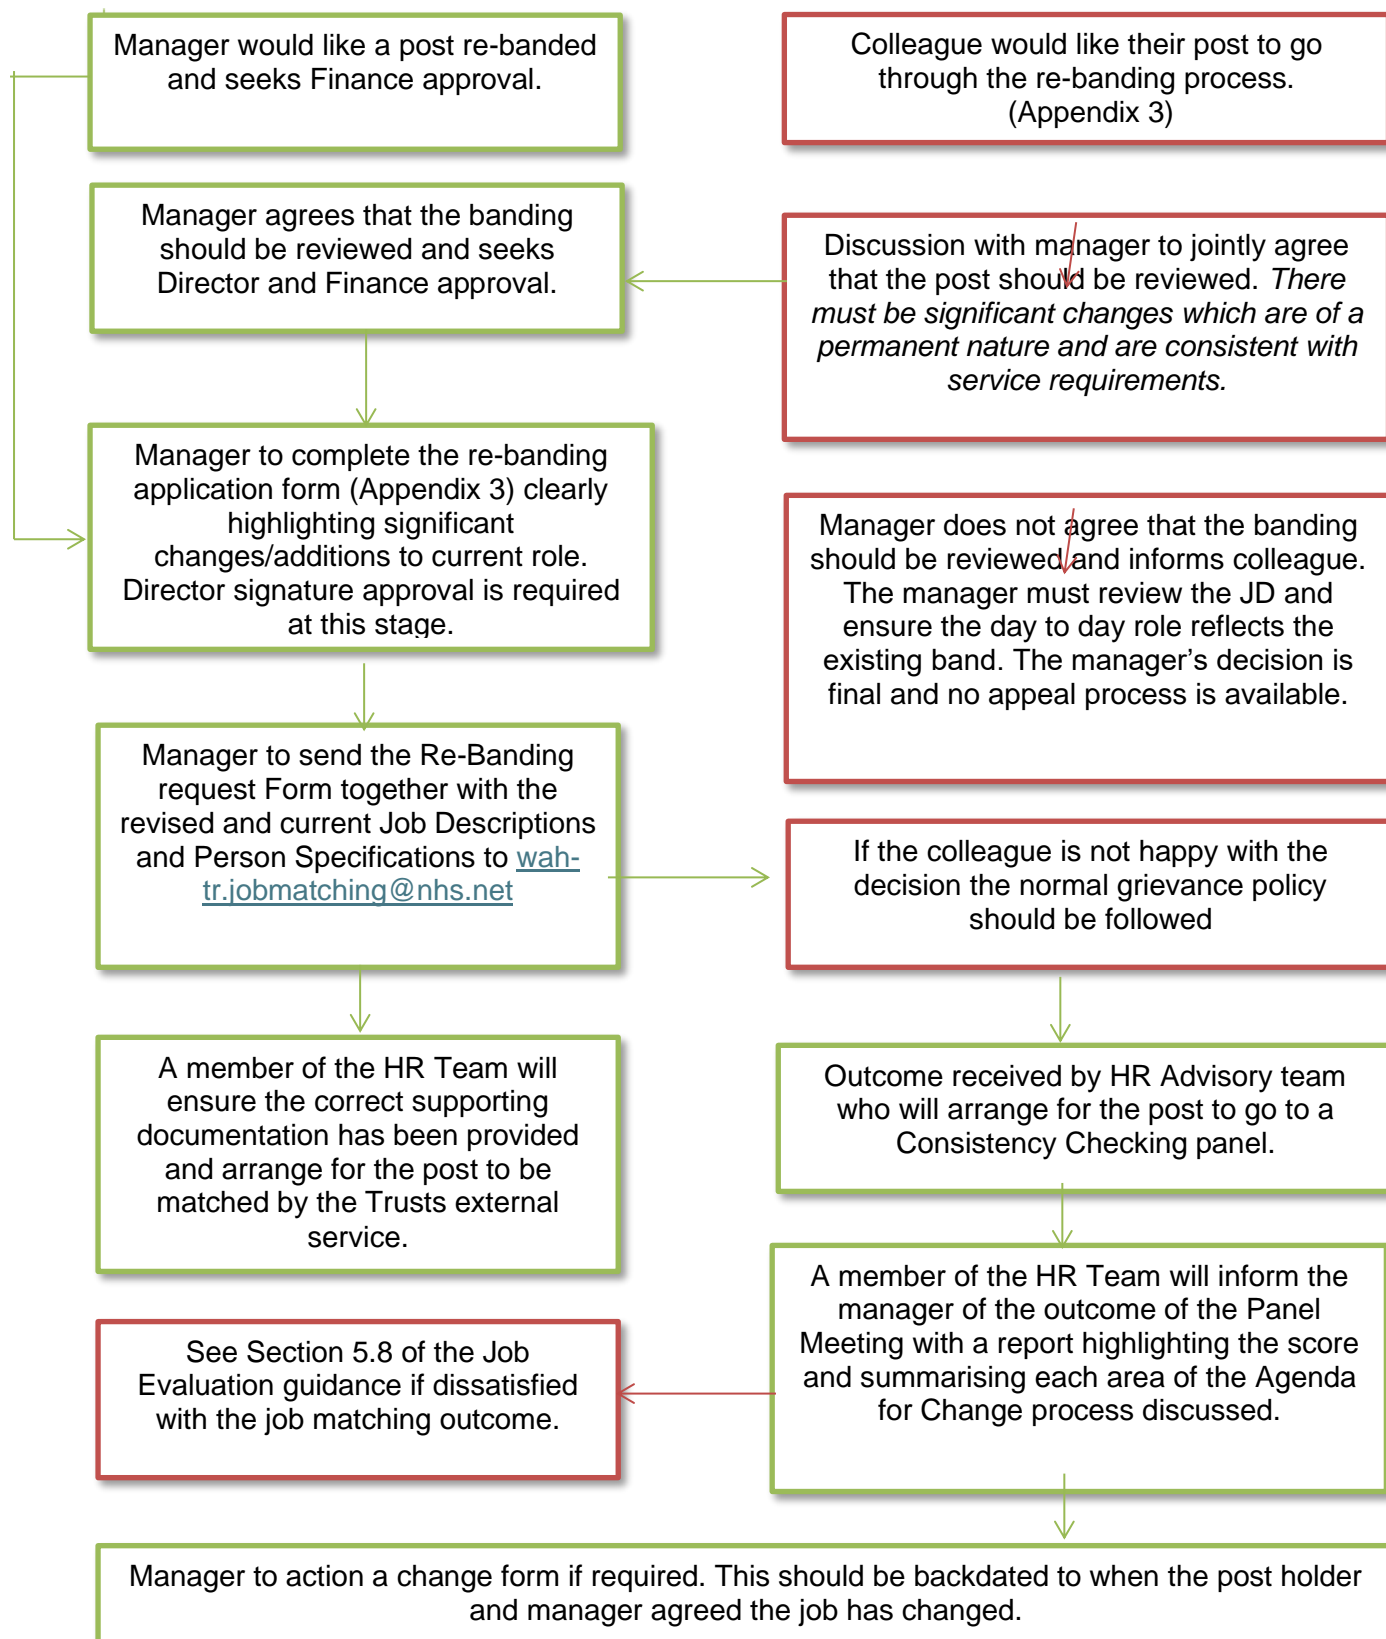 Manager would like a post re-banded
and seeks Finance approval.
Colleague would like their post to go
through the re-banding process.
(Appendix 3)
Manager agrees that the banding
should be reviewed and seeks
Director and Finance approval.
Discussion with manager to jointly agree
that the post should be reviewed. There
must be significant changes which are of a
permanent nature and are consistent with
service requirements.
Manager to complete the re-banding
application form (Appendix 3) clearly
highlighting significant
changes/additions to current role.
Director signature approval is required
at this stage.
Manager does not agree that the banding
should be reviewed and informs colleague.
The manager must review the JD and
ensure the day to day role reflects the
existing band. The manager’s decision is
final and no appeal process is available.
Manager to send the Re-Banding
request Form together with the
revised and current Job Descriptions
and Person Specifications to wah-
tr.jobmatching@nhs.net
If the colleague is not happy with the
decision the normal grievance policy
should be followed
A member of the HR Team will
ensure the correct supporting
documentation has been provided
and arrange for the post to be
matched by the Trusts external
service.
Outcome received by HR Advisory team
who will arrange for the post to go to a
Consistency Checking panel.
A member of the HR Team will inform the
manager of the outcome of the Panel
Meeting with a report highlighting the score
and summarising each area of the Agenda
for Change process discussed.
See Section 5.8 of the Job
Evaluation guidance if dissatisfied
with the job matching outcome.
Manager to action a change form if required. This should be backdated to when the post holder
and manager agreed the job has changed.